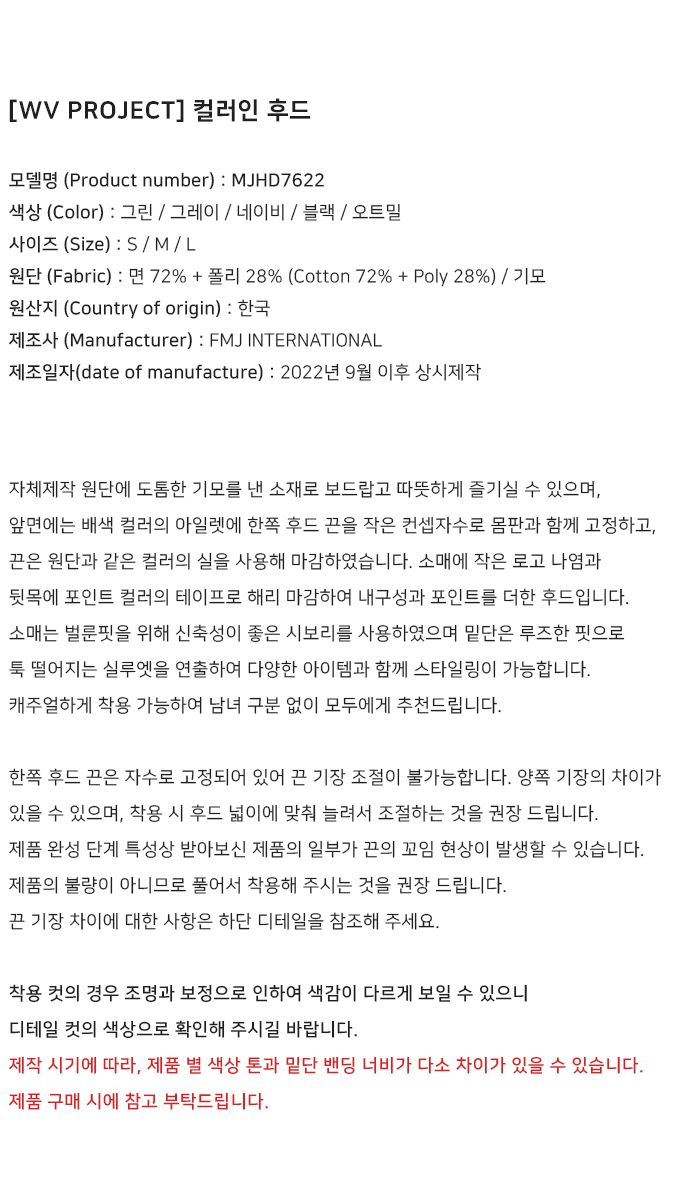 [WV PROJECT] 컬러인 후드
모델명 (Product number) : MJHD7622
색상 (Color) : 그린 / 그레이 / 네이비 / 블랙 / 오트밀
사이즈 (Size) : S / M / L
원단 (Fabric) : 면 72% + 폴리 28% (Cotton 72% + Poly 28%) / 기모
원산지 (Country of origin) : 한국
제조사 (Manufacturer) : FMJ INTERNATIONAL
제조일자(date of manufacture) : 2022년 9월 이후 상시제작
자체제작 원단에 도톰한 기모를 낸 소재로 보드랍고 따뜻하게 즐기실 수 있으며,
앞면에는 배색 컬러의 아일렛에 한쪽 후드 끈을 작은 컨셉자수로 몸판과 함께 고정하고,
끈은 원단과 같은 컬러의 실을 사용해 마감하였습니다. 소매에 작은 로고 나염과
뒷목에 포인트 컬러의 테이프로 해리 마감하여 내구성과 포인트를 더한 후드입니다.
소매는 벌룬핏을 위해 신축성이 좋은 시보리를 사용하였으며 밑단은 루즈한 핏으로
툭 떨어지는 실루엣을 연출하여 다양한 아이템과 함께 스타일링이 가능합니다.
캐주얼하게 착용 가능하여 남녀 구분 없이 모두에게 추천드립니다.
한쪽 후드 끈은 자수로 고정되어 있어 끈 기장 조절이 불가능합니다. 양쪽 기장의 차이가
있을 수 있으며, 착용 시 후드 넓이에 맞춰 늘려서 조절하는 것을 권장 드립니다.
제품 완성 단계 특성상 받아보신 제품의 일부가 끈의 꼬임 현상이 발생할 수 있습니다.
제품의 불량이 아니므로 풀어서 착용해 주시는 것을 권장 드립니다.
끈 기장 차이에 대한 사항은 하단 디테일을 참조해 주세요.
착용 컷의 경우 조명과 보정으로 인하여 색감이 다르게 보일 수 있으니
디테일 컷의 색상으로 확인해 주시길 바랍니다.
제작 시기에 따라, 제품 별 색상 톤과 밑단 밴딩 너비가 다소 차이가 있을 수 있습니다.
제품 구매 시에 참고 부탁드립니다.